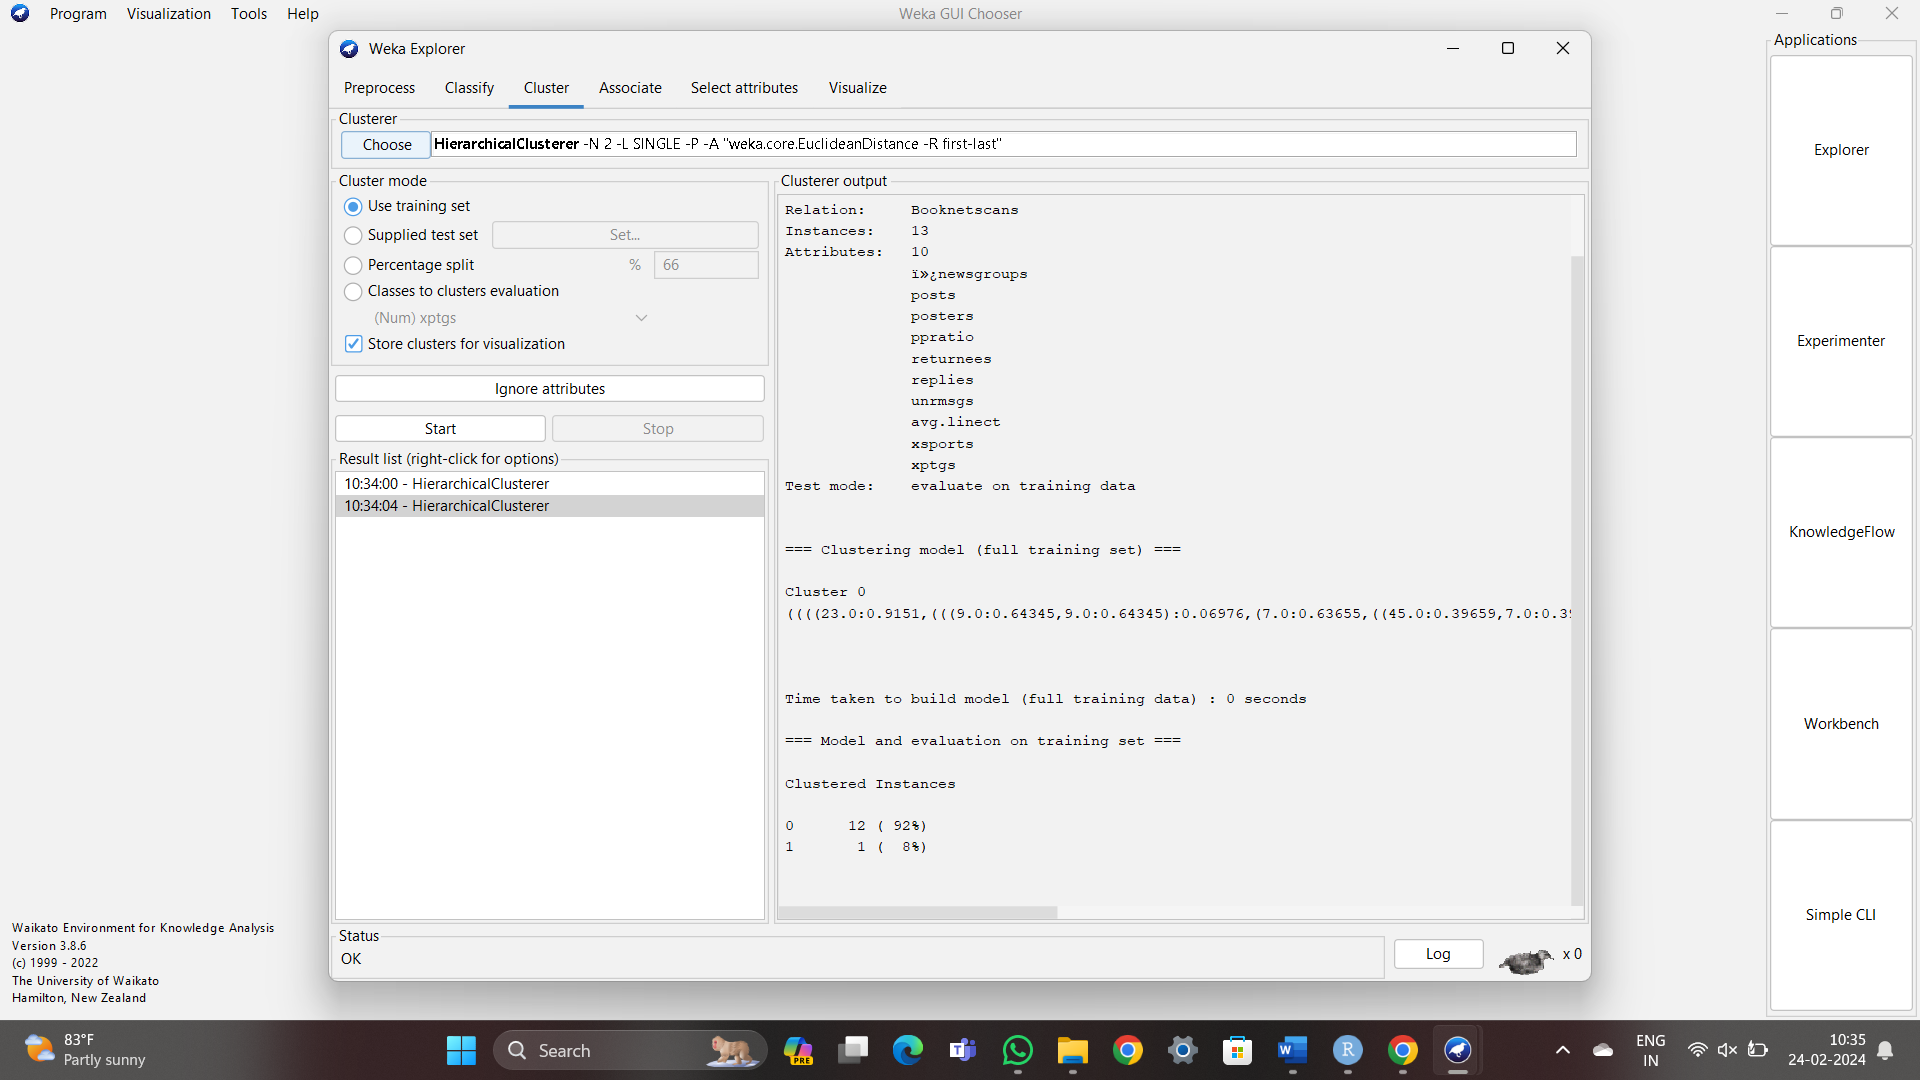 Program Visualization Tools Help
Weka GUI Chooser
Weka Explorer
Preprocess Classify Cluster Associate Select attributes Visualize
Clusterer
Choose HierarchicalClusterer -N 2 -L SINGLE -P -A "weka.core.EuclideanDistance -R first-last"
Cluster mode
Use training set
Supplied test set Set...
Percentage split % 66
Classes to clusters evaluation
(Num) xptgs
Store clusters for visualization
Ignore attributes
Start Stop
Result list (right-click for options)
10:34:00 - HierarchicalClusterer
10:34:04 - HierarchicalClusterer
Clusterer output
Relation: Booknetscans
Instances: 13
Attributes: 10
ï»¿newsgroups
posts
posters
ppratio
returnees
replies
unrmsgs
avg.linect
xsports
xptgs
Test mode: evaluate on training data
=== Clustering model (full training set) ===
Cluster 0
((((23.0:0.9151,(((9.0:0.64345,9.0:0.64345):0.06976,(7.0:0.63655,((45.0:0.39659,7.0:0.3
Time taken to build model (full training data) : 0 seconds
=== Model and evaluation on training set ===
Clustered Instances
0 12 ( 92%)
1 1 ( 8%)
Status
OK
Log
x 0
Applications
Explorer
Experimenter
KnowledgeFlow
Workbench
Simple CLI
Waikato Environment for Knowledge Analysis
Version 3.8.6
(c) 1999 - 2022
The University of Waikato
Hamilton, New Zealand
83°F
Partly sunny
Search
PRE
ENG
IN
10:35
24-02-2024